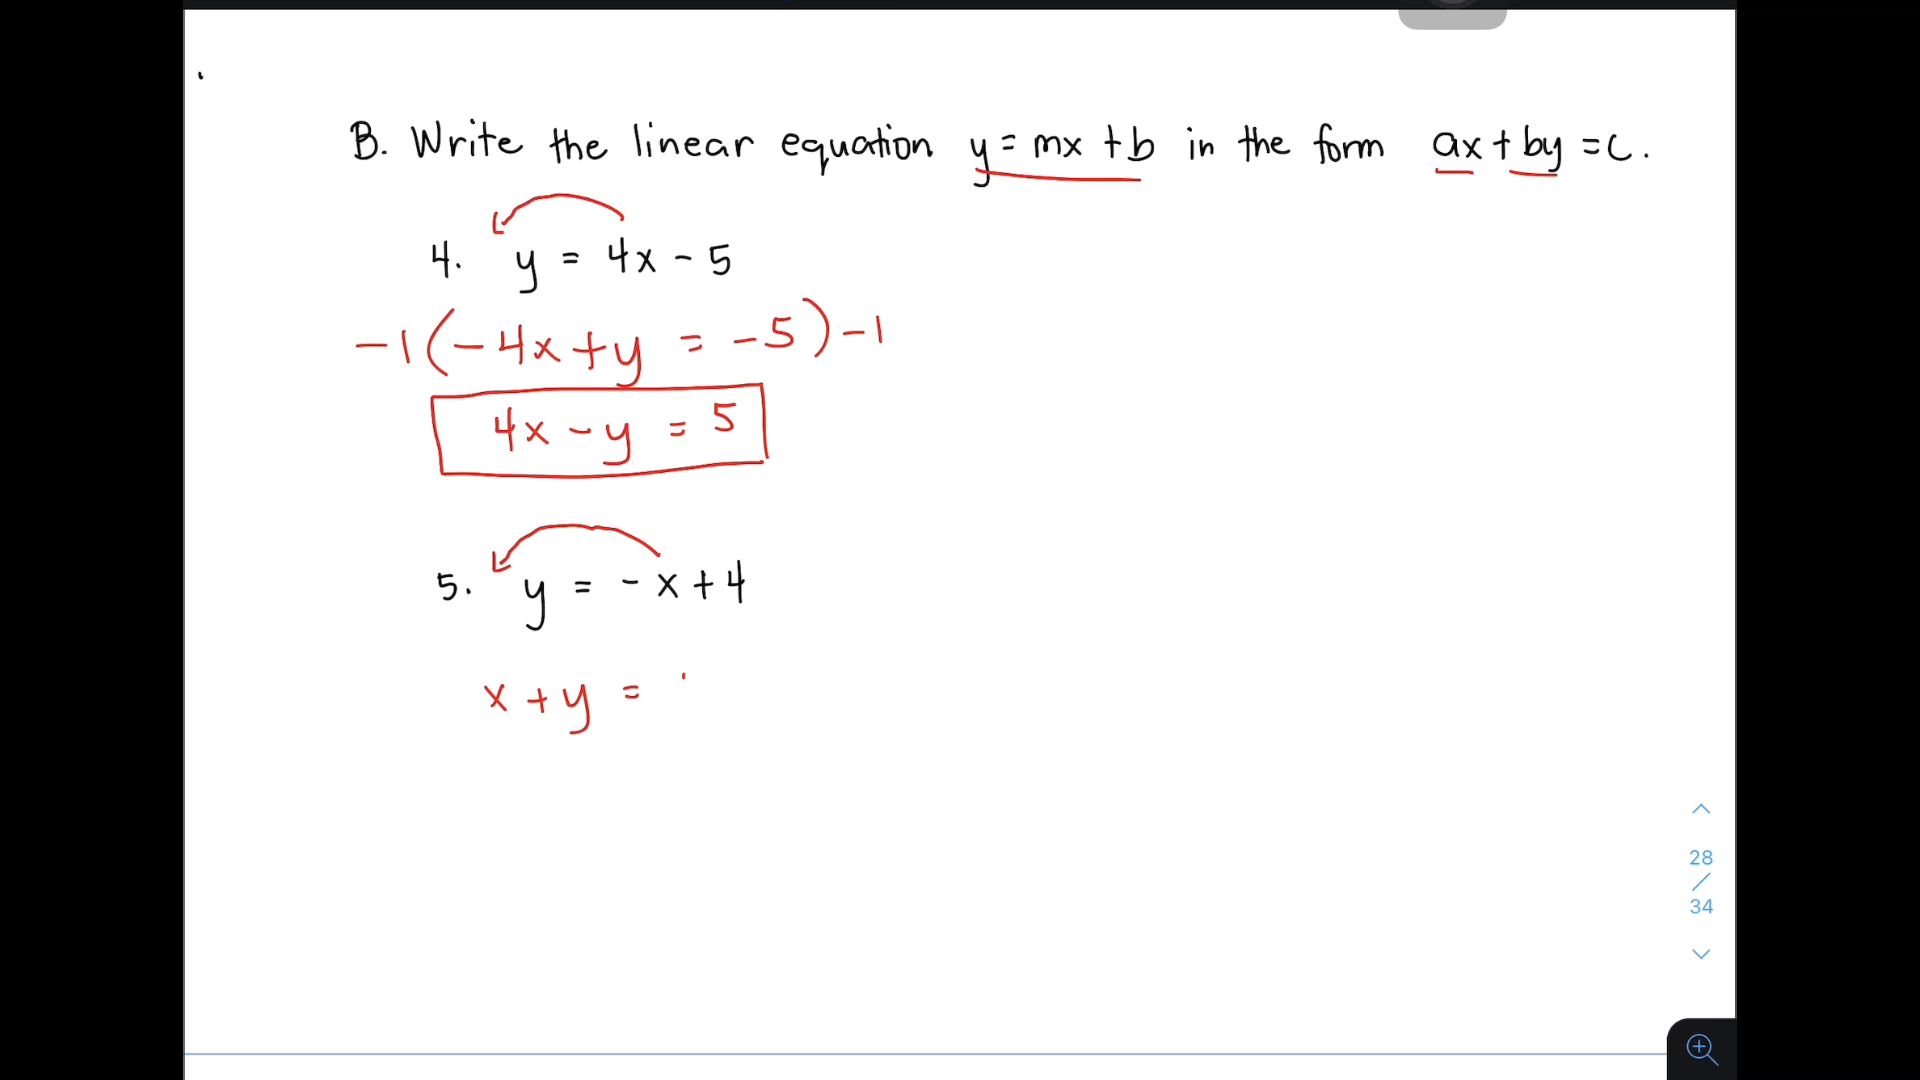 B. Write the linear equation y = mx + b in the form ax + by = c.
4. y = 4x - 5
-1(-4x + y = -5)-1
4x - y = 5
5. y = -x + 4
x + y =
28
/
34